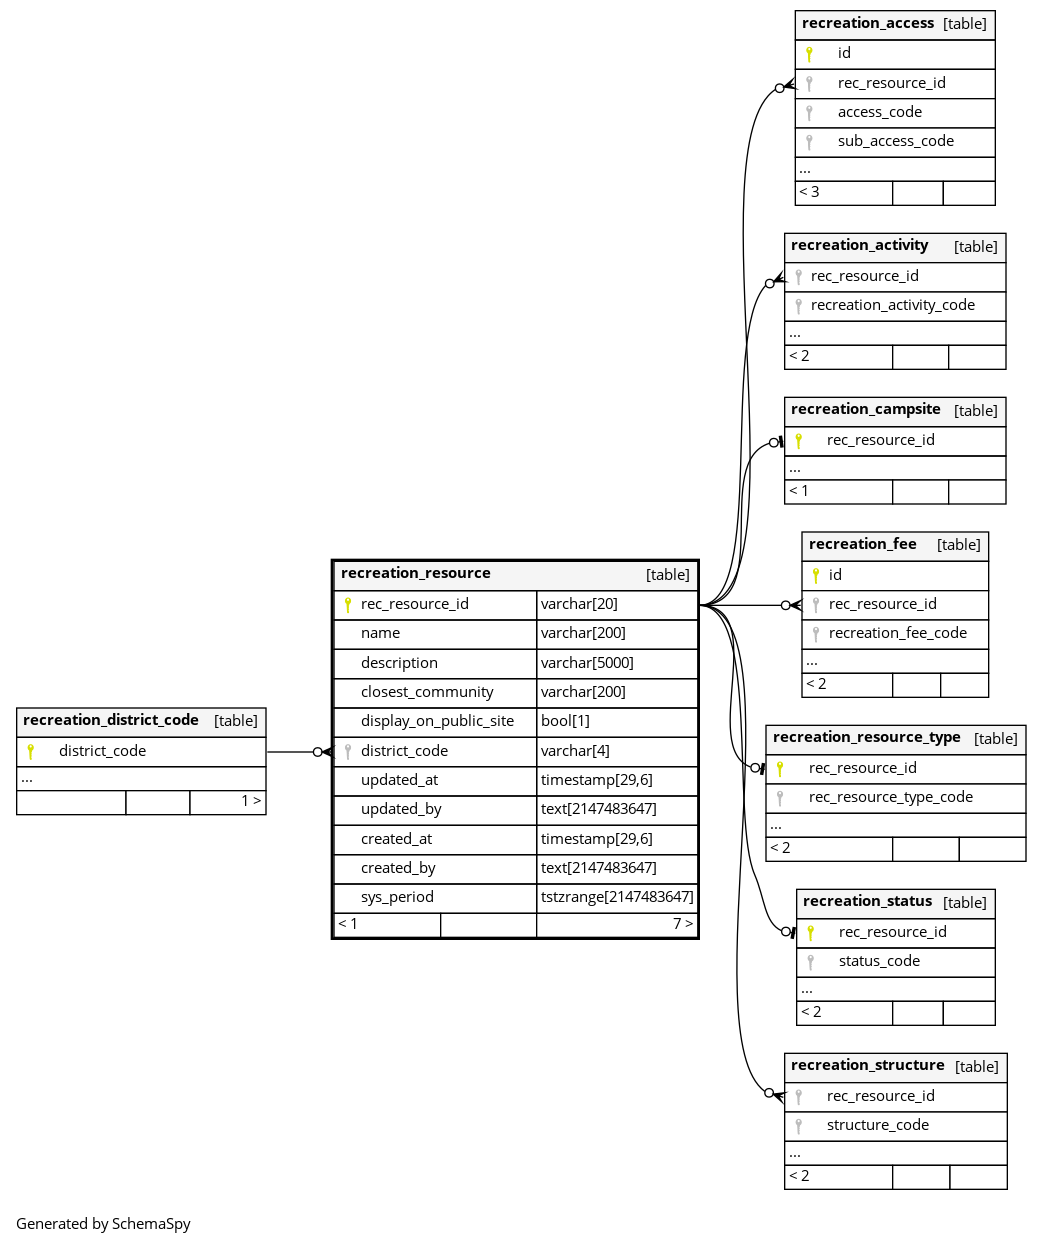 recreation_access [table]
id
rec_resource_id
access_code
sub_access_code
...
< 3
recreation_activity [table]
rec_resource_id
recreation_activity_code
...
< 2
recreation_campsite [table]
rec_resource_id
...
< 1
recreation_fee [table]
id
rec_resource_id
recreation_fee_code
...
< 2
recreation_resource [table]
rec_resource_id varchar[20]
name varchar[200]
description varchar[5000]
closest_community varchar[200]
display_on_public_site bool[1]
district_code varchar[4]
updated_at timestamp[29,6]
updated_by text[2147483647]
created_at timestamp[29,6]
created_by text[2147483647]
sys_period tstzrange[2147483647]
< 1 7 >
recreation_district_code [table]
district_code
...
1 >
recreation_resource_type [table]
rec_resource_id
rec_resource_type_code
...
< 2
recreation_status [table]
rec_resource_id
status_code
...
< 2
recreation_structure [table]
rec_resource_id
structure_code
...
< 2
Generated by SchemaSpy